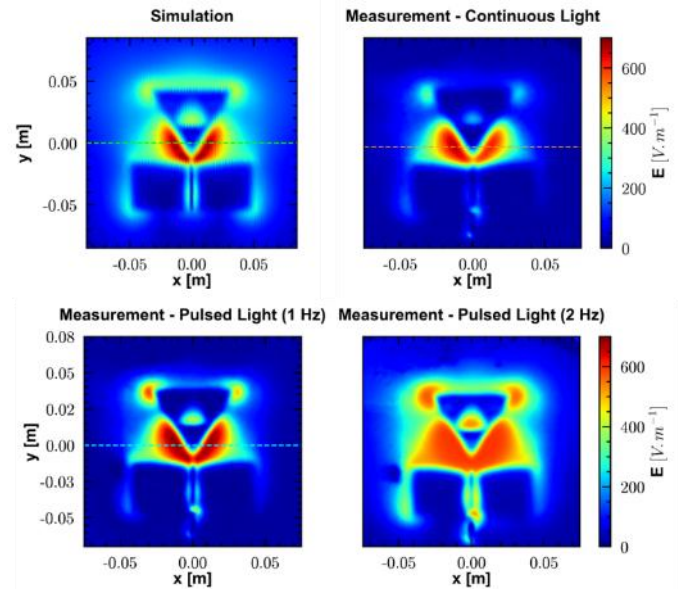 Simulation
Measurement - Continuous Light
0.05
0.00
-0.05
y [m]
-0.05 0.00 0.05
x [m]
-0.05 0.00 0.05
x [m]
600
400
200
0
E [V.m⁻¹]
Measurement - Pulsed Light (1 Hz)
Measurement - Pulsed Light (2 Hz)
0.08
0.05
0.02
0.00
-0.03
-0.05
y [m]
-0.05 0.00 0.05
x [m]
-0.05 0.00 0.05
x [m]
600
400
200
0
E [V.m⁻¹]